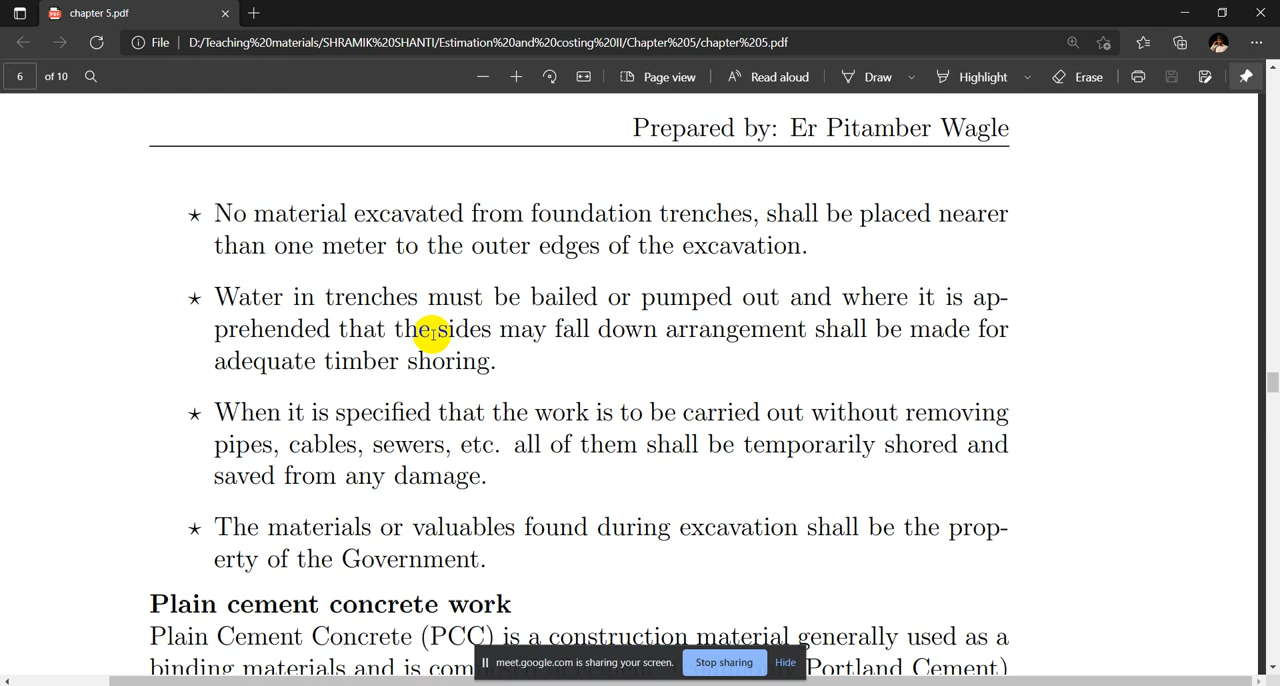 chapter 5.pdf
File | D:/Teaching%20materials/SHRAMIK%20SHANTI/Estimation%20and%20costing%20II/Chapter%205/chapter%205.pdf
6 of 10 Page view Read aloud Draw Highlight Erase
Prepared by: Er Pitamber Wagle
⋆ No material excavated from foundation trenches, shall be placed nearer
than one meter to the outer edges of the excavation.
⋆ Water in trenches must be bailed or pumped out and where it is ap-
prehended that the sides may fall down arrangement shall be made for
adequate timber shoring.
⋆ When it is specified that the work is to be carried out without removing
pipes, cables, sewers, etc. all of them shall be temporarily shored and
saved from any damage.
⋆ The materials or valuables found during excavation shall be the prop-
erty of the Government.
Plain cement concrete work
Plain Cement Concrete (PCC) is a construction material generally used as a
binding materials and is com Portland Cement)
meet.google.com is sharing your screen. Stop sharing Hide